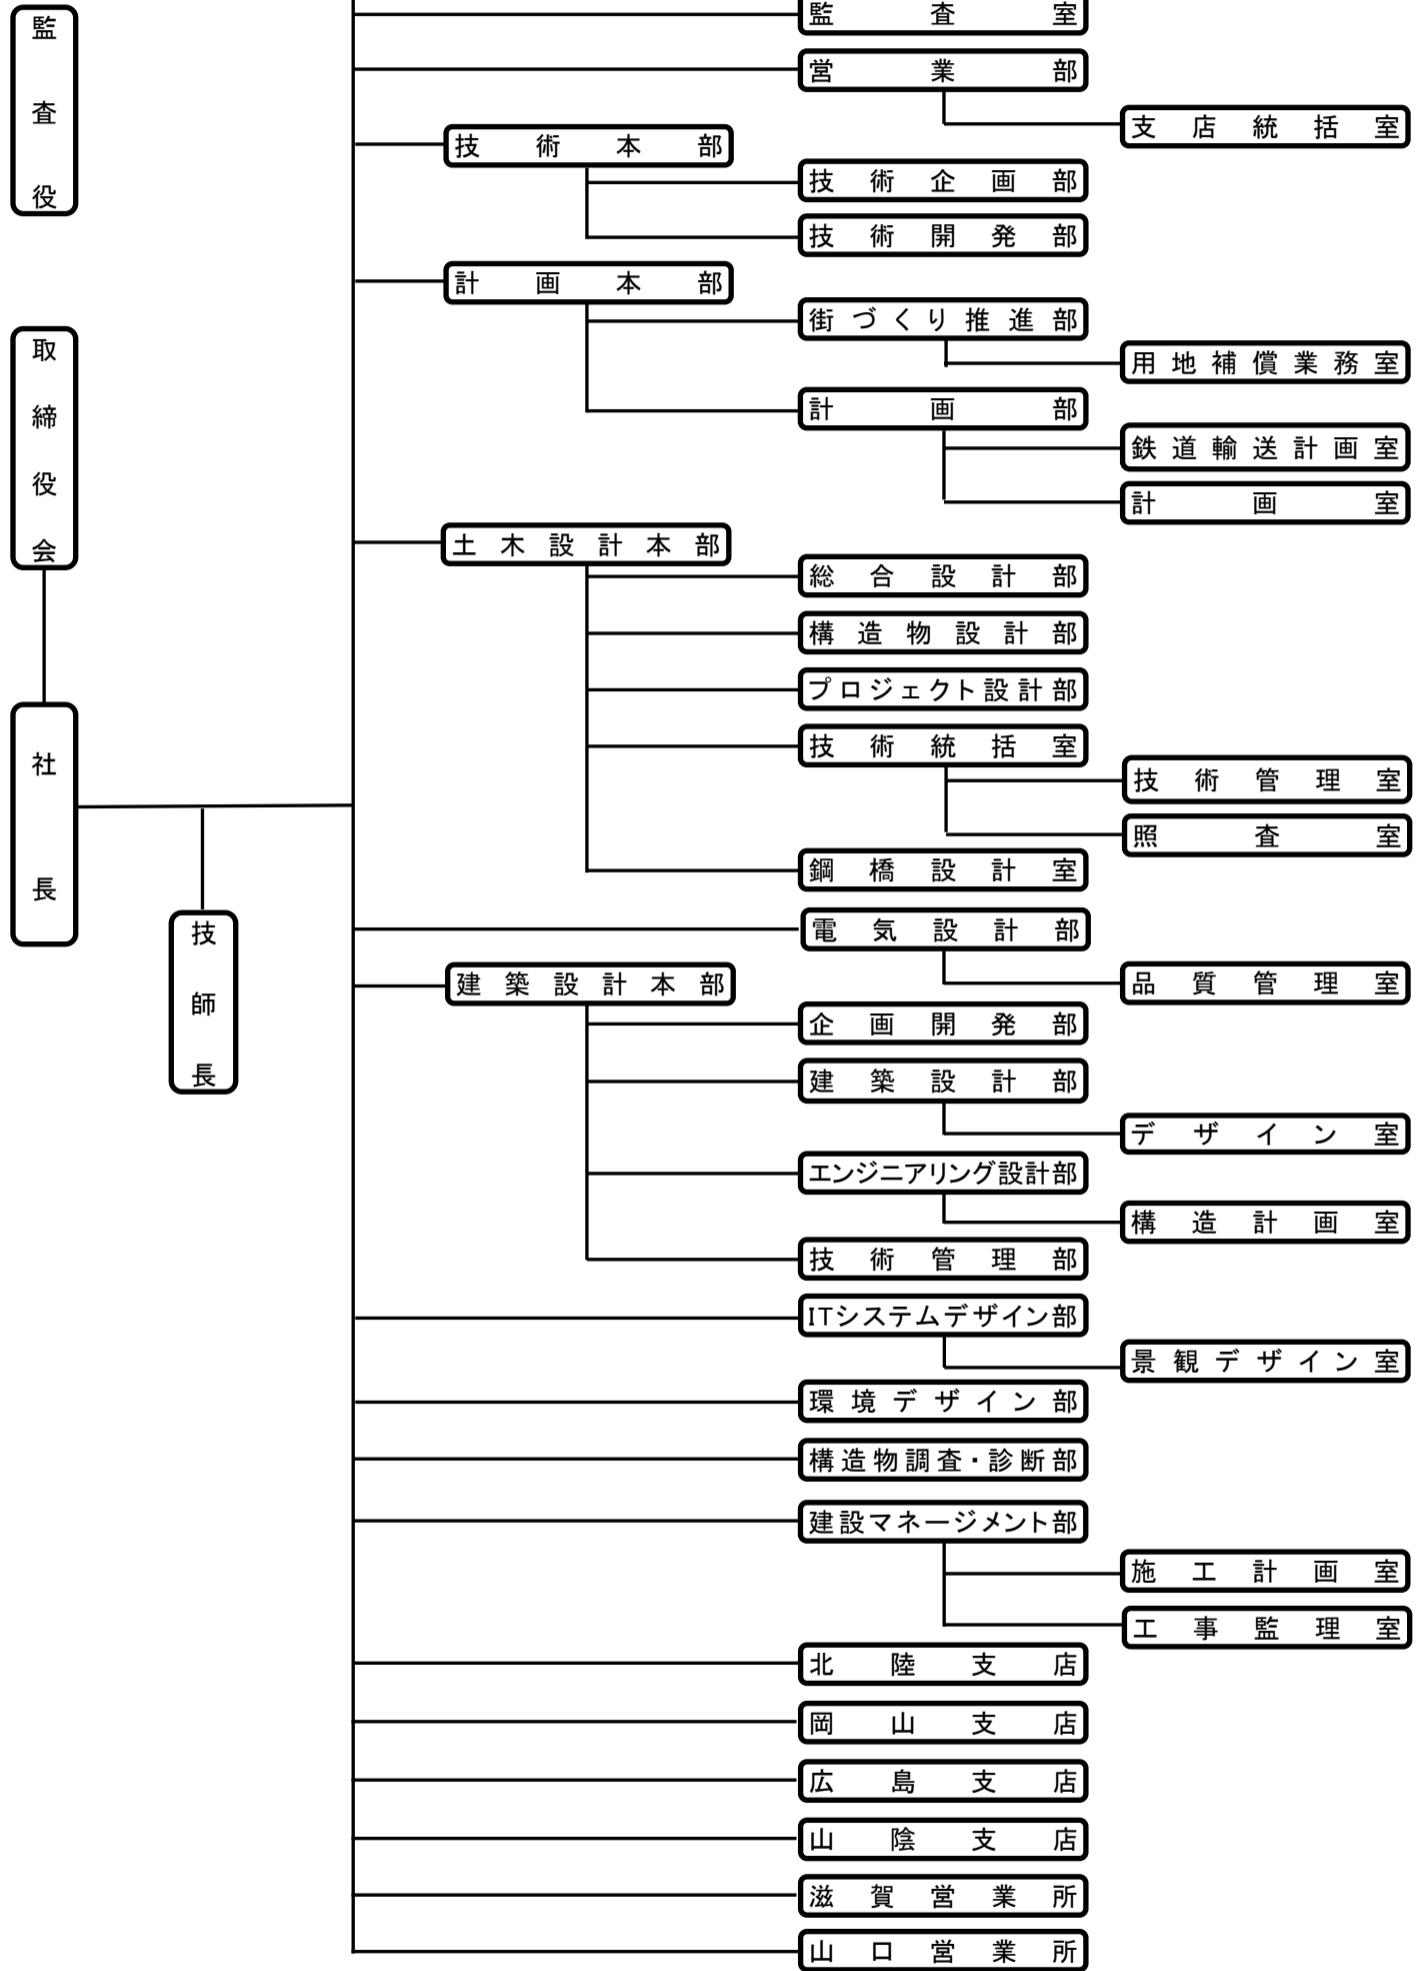 監査役
取締役会
社長
技師長
監査室
営業部
支店統括室
技術本部
技術企画部
技術開発部
計画本部
街づくり推進部
用地補償業務室
計画部
鉄道輸送計画室
計画室
土木設計本部
総合設計部
構造物設計部
プロジェクト設計部
技術統括室
技術管理室
照査室
鋼橋設計室
電気設計部
品質管理室
建築設計本部
企画開発部
建築設計部
デザイン室
エンジニアリング設計部
構造計画室
技術管理部
ITシステムデザイン部
景観デザイン室
環境デザイン部
構造物調査・診断部
建設マネージメント部
施工計画室
工事監理室
北陸支店
岡山支店
広島支店
山陰支店
滋賀営業所
山口営業所